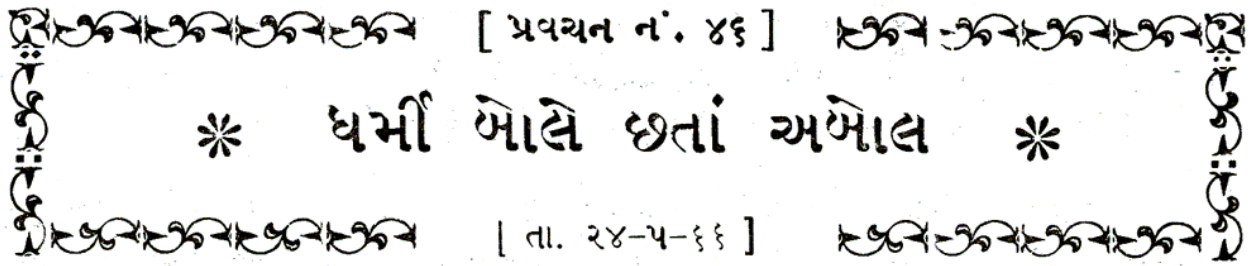 [ પ્રવચન નં. ૪૬ ]
* ધર્મી બોલે છતાં અબોલ *
[ તા. ૨૪-૫-૬૬ ]